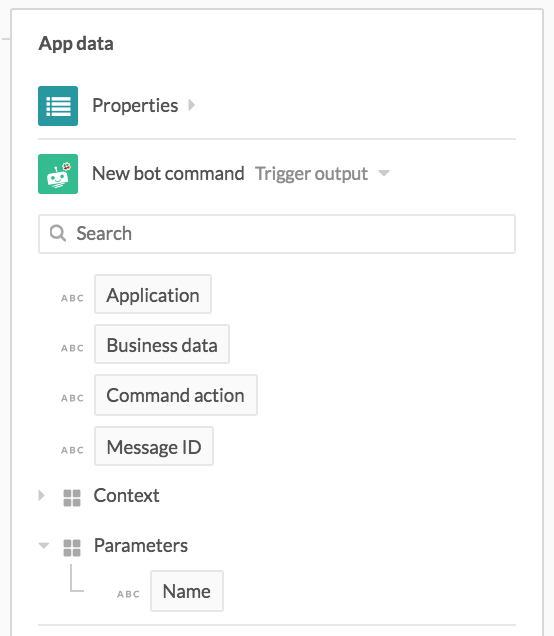 App data
Properties
New bot command Trigger output
Search
ABC Application
ABC Business data
ABC Command action
ABC Message ID
Context
Parameters
ABC Name